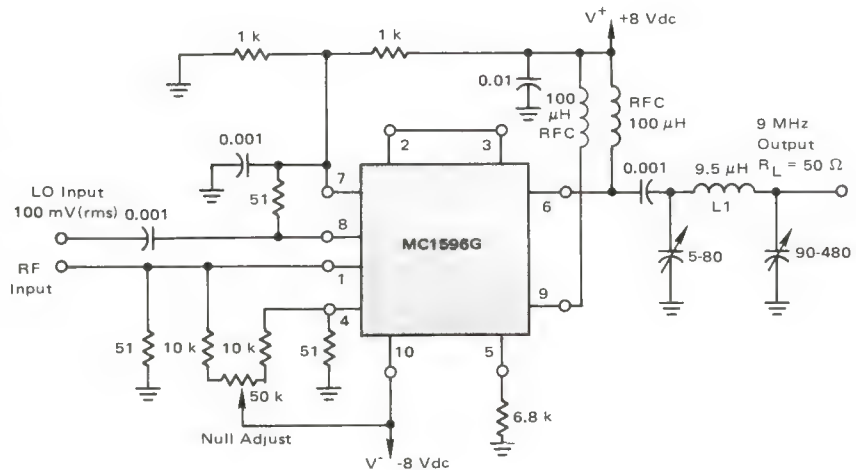 V+ +8 Vdc
1 k
1 k
0.01
100
μH
RFC
RFC
100 μH
9 MHz
Output
RL = 50 Ω
0.001
2
3
0.001
9.5 μH
L1
7
6
51
LO Input
100 mV(rms)
0.001
8
MC1596G
5-80
90-480
RF
Input
1
9
4
51
10 k
10 k
51
10
5
50 k
6.8 k
Null Adjust
V- -8 Vdc